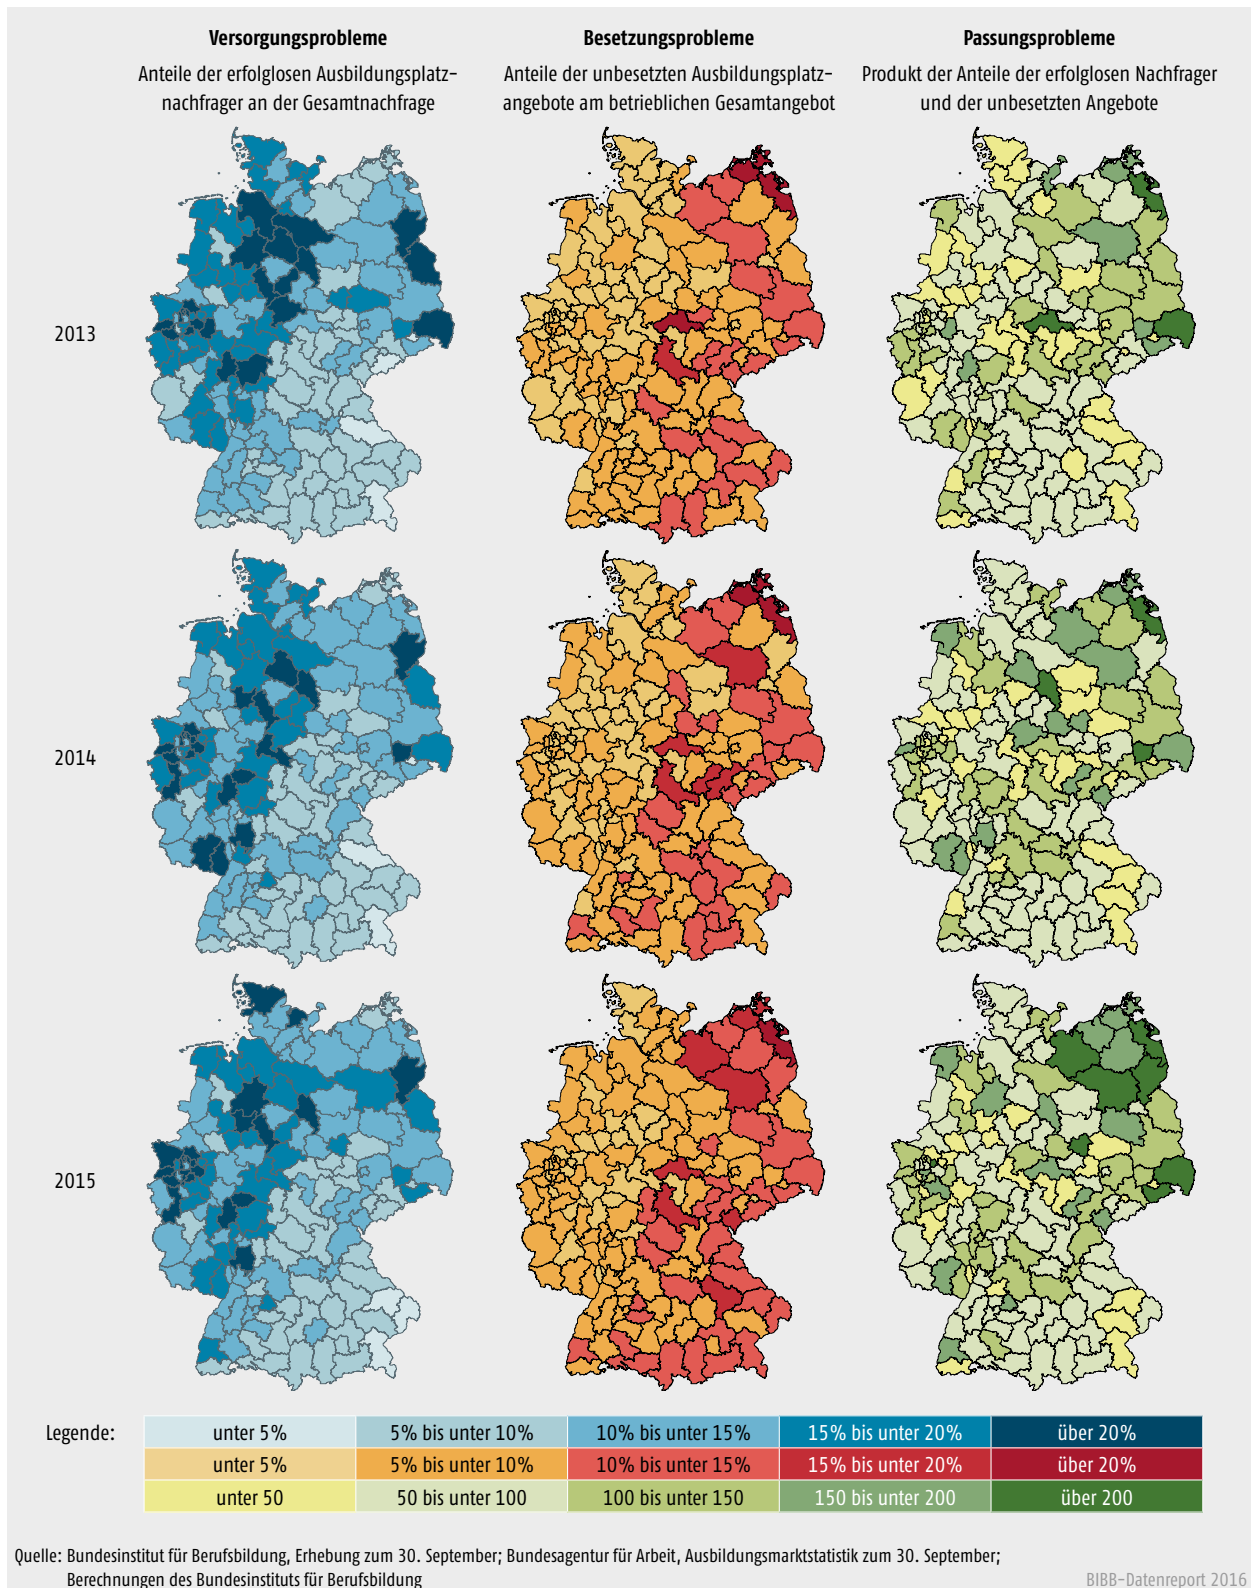 Versorgungsprobleme
Anteile der erfolglosen Ausbildungsplatz-
nachfrager an der Gesamtnachfrage
Besetzungsprobleme
Anteile der unbesetzten Ausbildungsplatz-
angebote am betrieblichen Gesamtangebot
Passungsprobleme
Produkt der Anteile der erfolglosen Nachfrager
und der unbesetzten Angebote
2013
2014
2015
Legende:
unter 5% 5% bis unter 10% 10% bis unter 15% 15% bis unter 20% über 20%
unter 5% 5% bis unter 10% 10% bis unter 15% 15% bis unter 20% über 20%
unter 50 50 bis unter 100 100 bis unter 150 150 bis unter 200 über 200
Quelle: Bundesinstitut für Berufsbildung, Erhebung zum 30. September; Bundesagentur für Arbeit, Ausbildungsmarktstatistik zum 30. September;
Berechnungen des Bundesinstituts für Berufsbildung
BIBB-Datenreport 2016